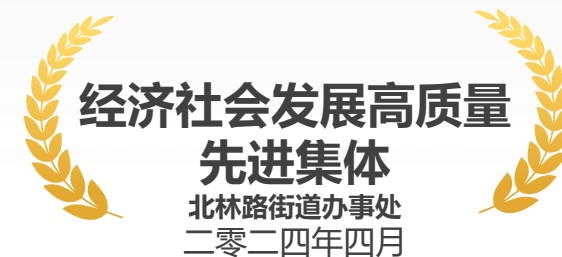 经济社会发展高质量
先进集体
北林路街道办事处
二零二四年四月